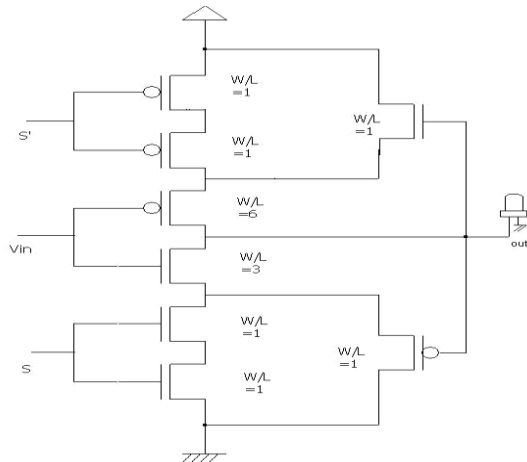 W/L
=1
W/L
=1
S'
W/L
=1
W/L
=6
Vin
out
W/L
=3
W/L
=1
W/L
=1
S
W/L
=1